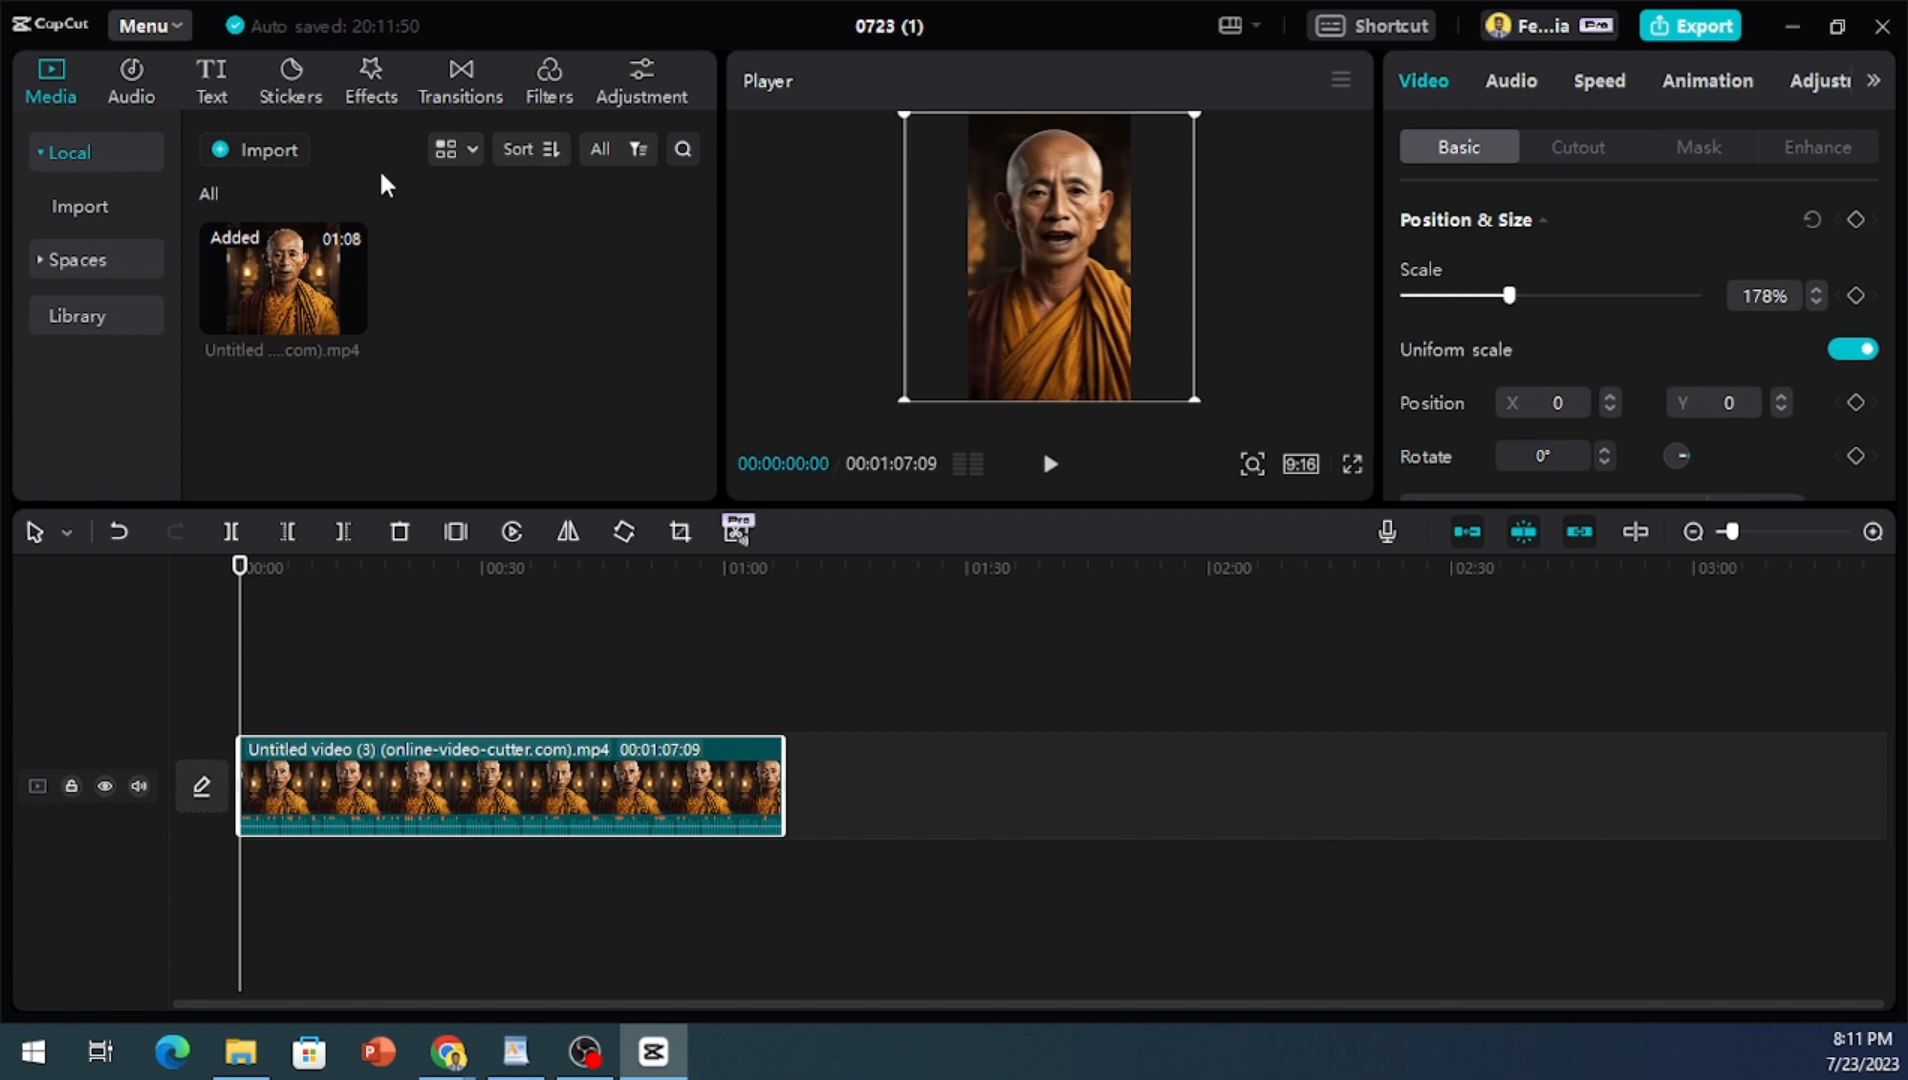 CapCut
Menu
Auto saved: 20:11:50
0723 (1)
Shortcut
Fe...ia
Pro
Export
Media
Audio
Text
Stickers
Effects
Transitions
Filters
Adjustment
Local
Import
Spaces
Library
Import
Sort
All
All
Added
01:08
Untitled ....com).mp4
Player
00:00:00:00
00:01:07:09
9:16
Video
Audio
Speed
Animation
Adjust
Basic
Cutout
Mask
Enhance
Position & Size
Scale
178%
Uniform scale
Position
X 0
Y 0
Rotate
0°
Pro
00:00
00:30
01:00
01:30
02:00
02:30
03:00
Untitled video (3) (online-video-cutter.com).mp4 00:01:07:09
8:11 PM
7/23/2023